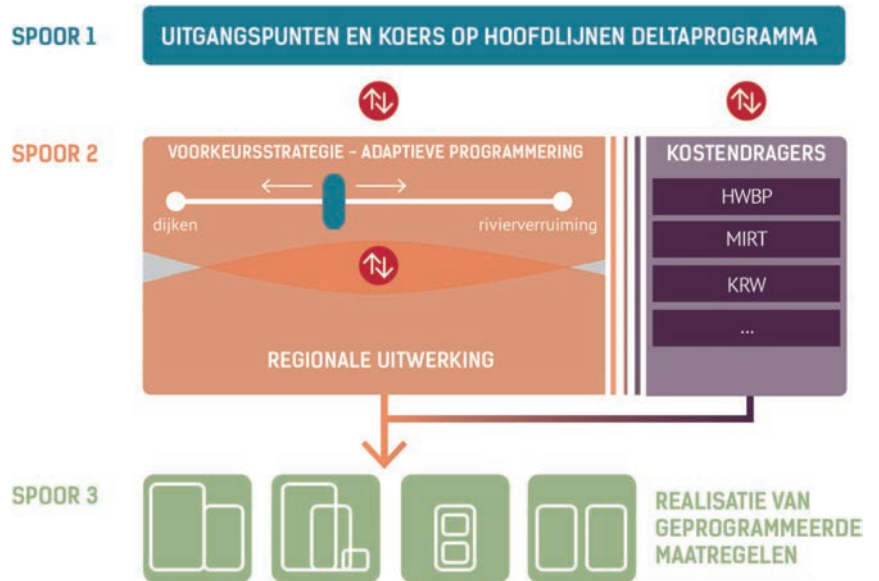 SPOOR 1
UITGANGSPUNTEN EN KOERS OP HOOFDLIJNEN DELTAPROGRAMMA
SPOOR 2
VOORKEURSSTRATEGIE – ADAPTIEVE PROGRAMMERING
dijken
rivierverruiming
REGIONALE UITWERKING
KOSTENDRAGERS
HWBP
MIRT
KRW
...
SPOOR 3
REALISATIE VAN
GEPROGRAMMEERDE
MAATREGELEN